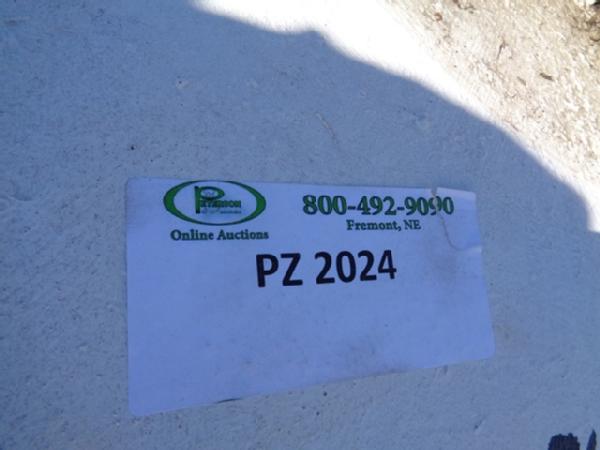 PETERSON
Online Auctions
800-492-9090
Fremont, NE
PZ 2024